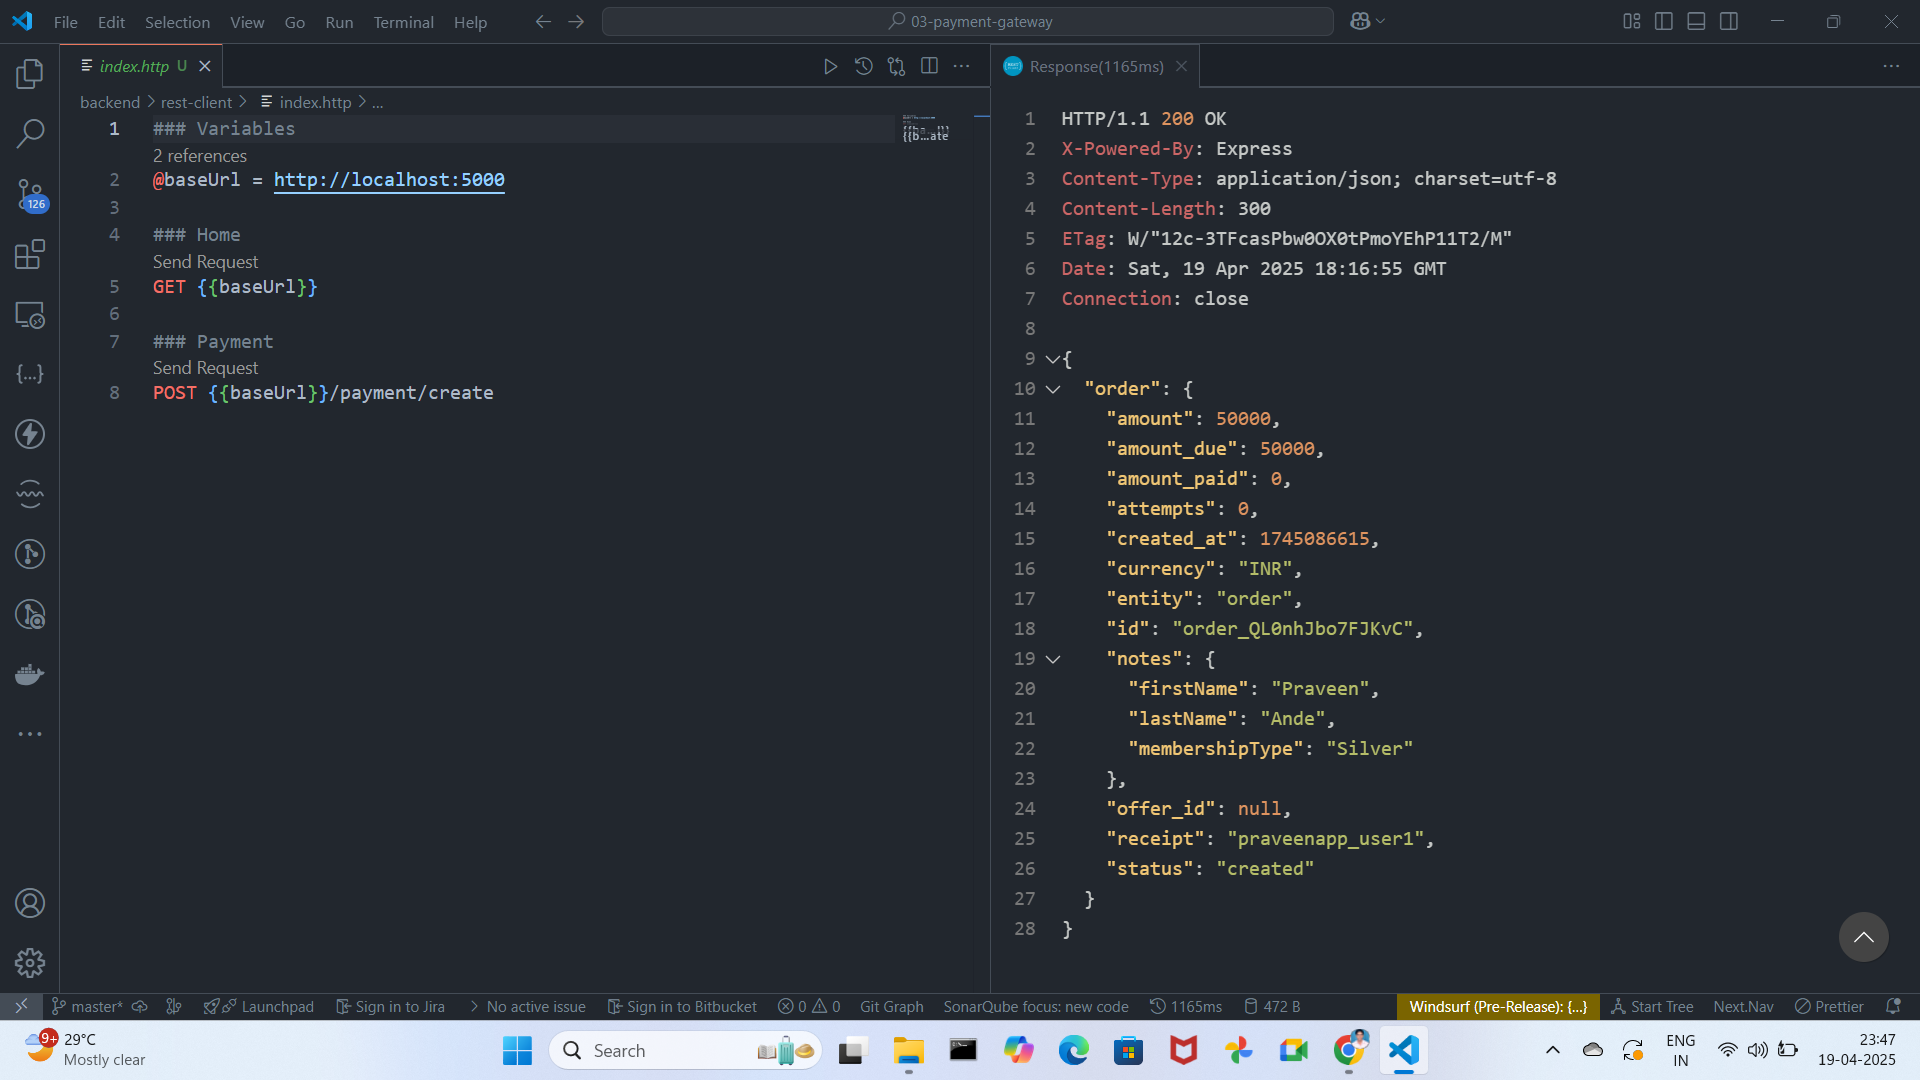 File Edit Selection View Go Run Terminal Help
03-payment-gateway
index.http U
Response(1165ms)
backend > rest-client > index.http > ...
1 ### Variables
2 references
2 @baseUrl = http://localhost:5000
3
4 ### Home
Send Request
5 GET {{baseUrl}}
6
7 ### Payment
Send Request
8 POST {{baseUrl}}/payment/create
{{b...ate
1 HTTP/1.1 200 OK
2 X-Powered-By: Express
3 Content-Type: application/json; charset=utf-8
4 Content-Length: 300
5 ETag: W/"12c-3TFcasPbw0OX0tPmoYEhP11T2/M"
6 Date: Sat, 19 Apr 2025 18:16:55 GMT
7 Connection: close
8
9 {
10 "order": {
11 "amount": 50000,
12 "amount_due": 50000,
13 "amount_paid": 0,
14 "attempts": 0,
15 "created_at": 1745086615,
16 "currency": "INR",
17 "entity": "order",
18 "id": "order_QL0nhJbo7FJKvC",
19 "notes": {
20 "firstName": "Praveen",
21 "lastName": "Ande",
22 "membershipType": "Silver"
23 },
24 "offer_id": null,
25 "receipt": "praveenapp_user1",
26 "status": "created"
27 }
28 }
126
master* Launchpad Sign in to Jira > No active issue Sign in to Bitbucket 0 0 Git Graph SonarQube focus: new code 1165ms 472 B Windsurf (Pre-Release): {...} Start Tree Next.Nav Prettier
9+
29°C
Mostly clear
Search
ENG
IN
23:47
19-04-2025